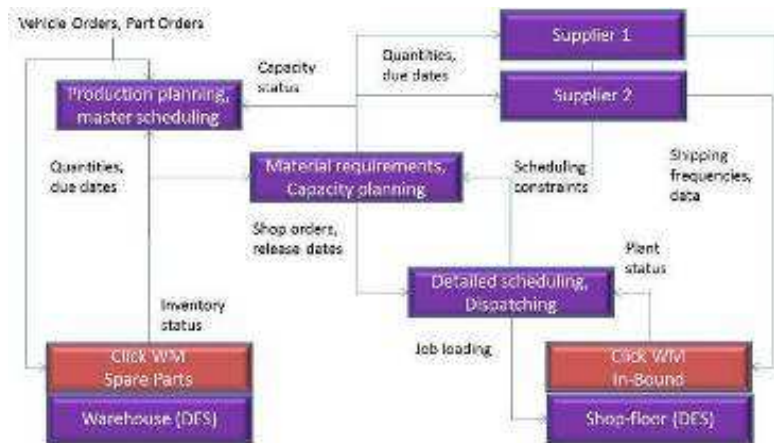 Vehicle Orders, Part Orders
Supplier 1
Capacity
status
Quantities,
due dates
Production planning,
master scheduling
Supplier 2
Quantities,
due dates
Material requirements,
Capacity planning
Scheduling
constraints
Shipping
frequencies,
data
Shop orders,
release dates
Plant
status
Detailed scheduling,
Dispatching
Inventory
status
Job loading
Click WM
Spare Parts
Click WM
In-Bound
Warehouse (DES)
Shop-floor (DES)